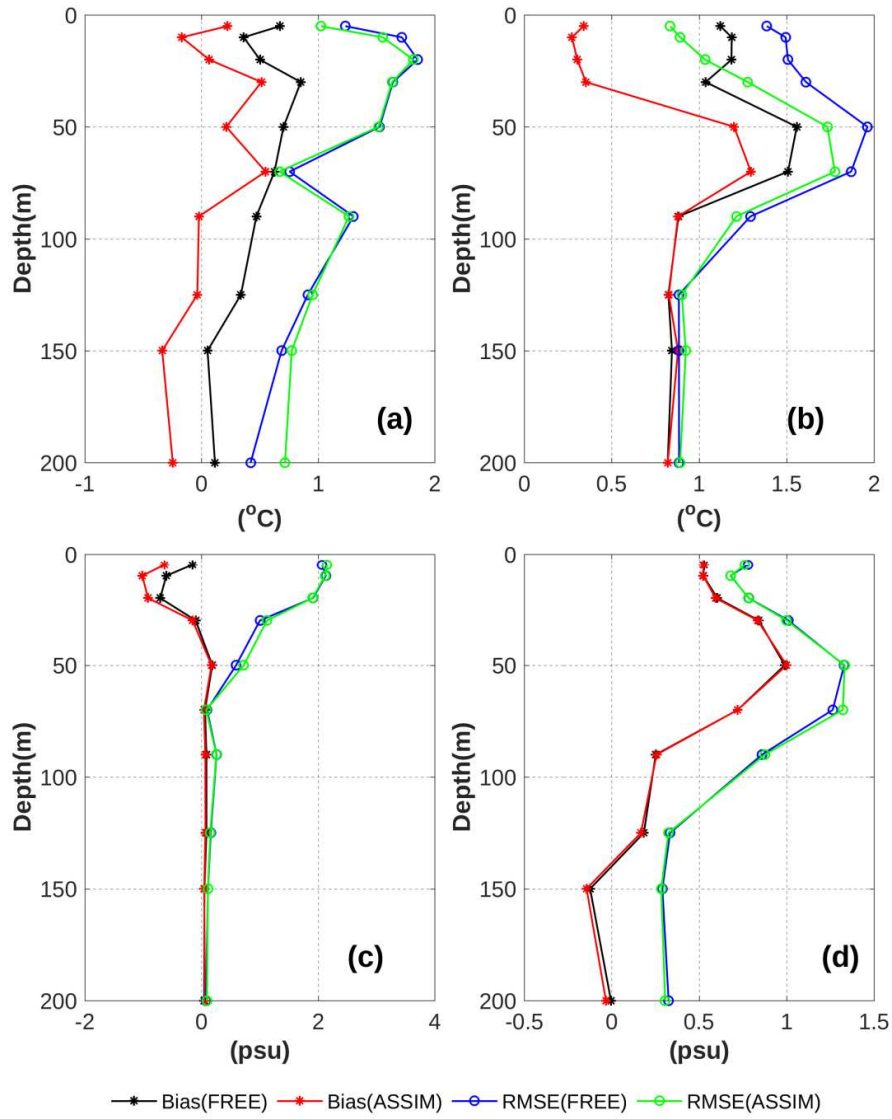 0
50
100
150
200
Depth(m)
-1
0
1
2
(°C)
(a)
0
50
100
150
200
Depth(m)
0
0.5
1
1.5
2
(°C)
(b)
0
50
100
150
200
Depth(m)
-2
0
2
4
(psu)
(c)
0
50
100
150
200
Depth(m)
-0.5
0
0.5
1
1.5
(psu)
(d)
Bias(FREE) Bias(ASSIM) RMSE(FREE) RMSE(ASSIM)